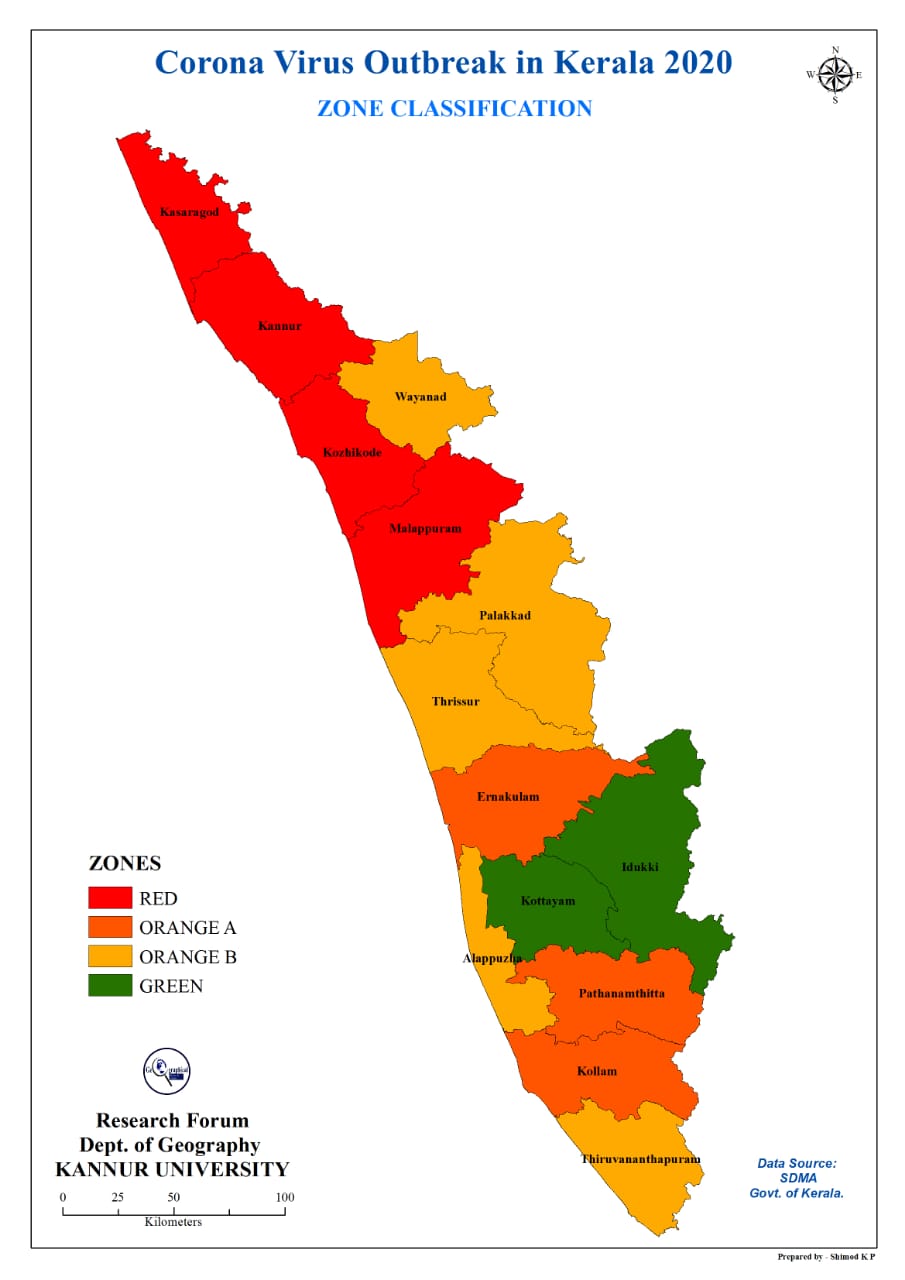 Corona Virus Outbreak in Kerala 2020
ZONE CLASSIFICATION
N
W E
S
Kasaragod
Kannur
Wayanad
Kozhikode
Malappuram
Palakkad
Thrissur
Ernakulam
Idukki
Kottayam
Alappuzha
Pathanamthitta
Kollam
Thiruvananthapuram
ZONES
RED
ORANGE A
ORANGE B
GREEN
Research Forum
Dept. of Geography
KANNUR UNIVERSITY
0 25 50 100
Kilometers
Data Source:
SDMA
Govt. of Kerala.
Prepared by - Shimod K P